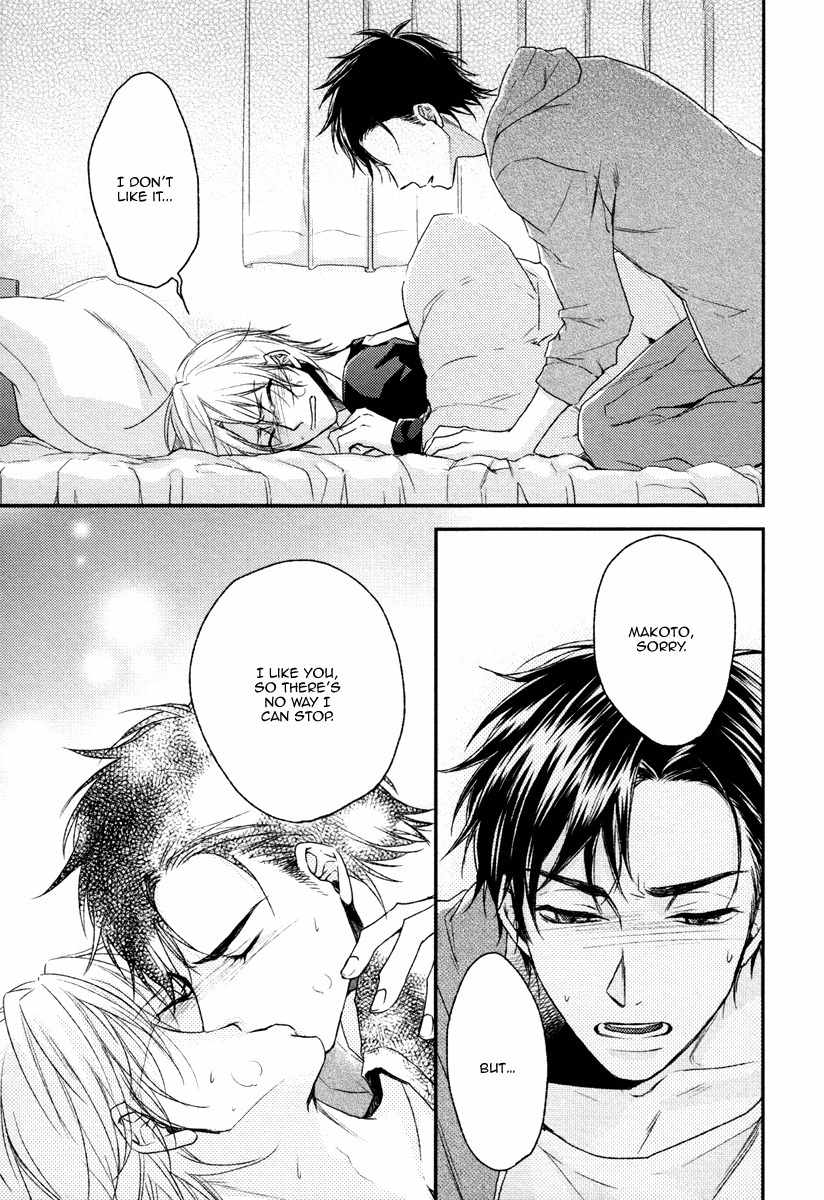 I DON'T
LIKE IT...
MAKOTO,
SORRY.
BUT...
I LIKE YOU,
SO THERE'S
NO WAY I
CAN STOP.